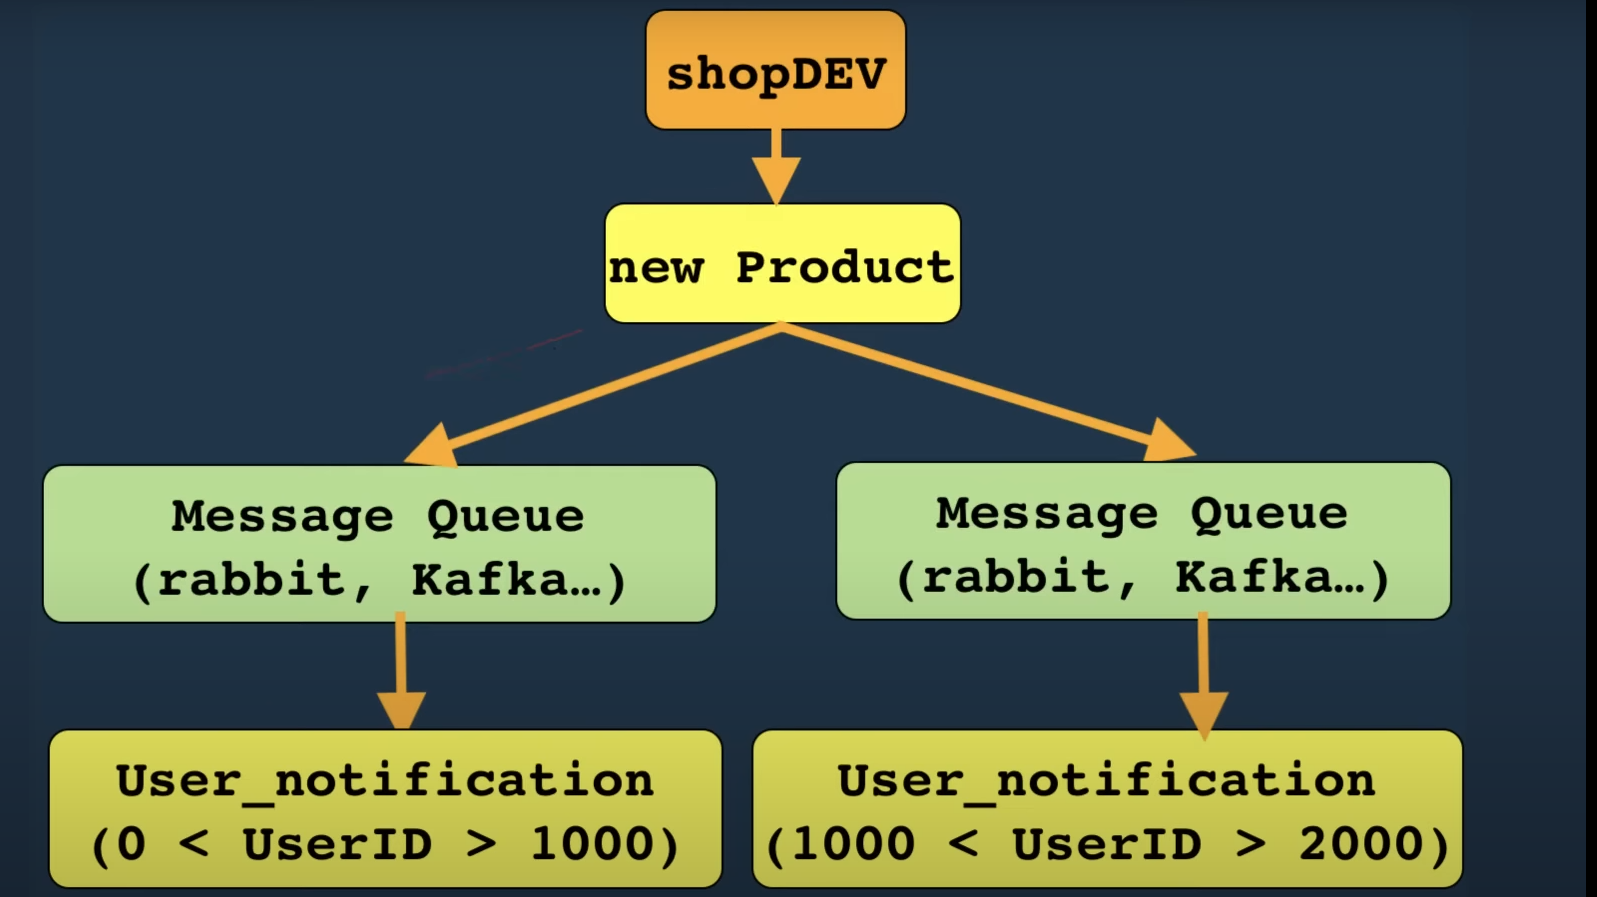 shopDEV
new Product
Message Queue
(rabbit, Kafka…)
Message Queue
(rabbit, Kafka…)
User_notification
(0 < UserID > 1000)
User_notification
(1000 < UserID > 2000)